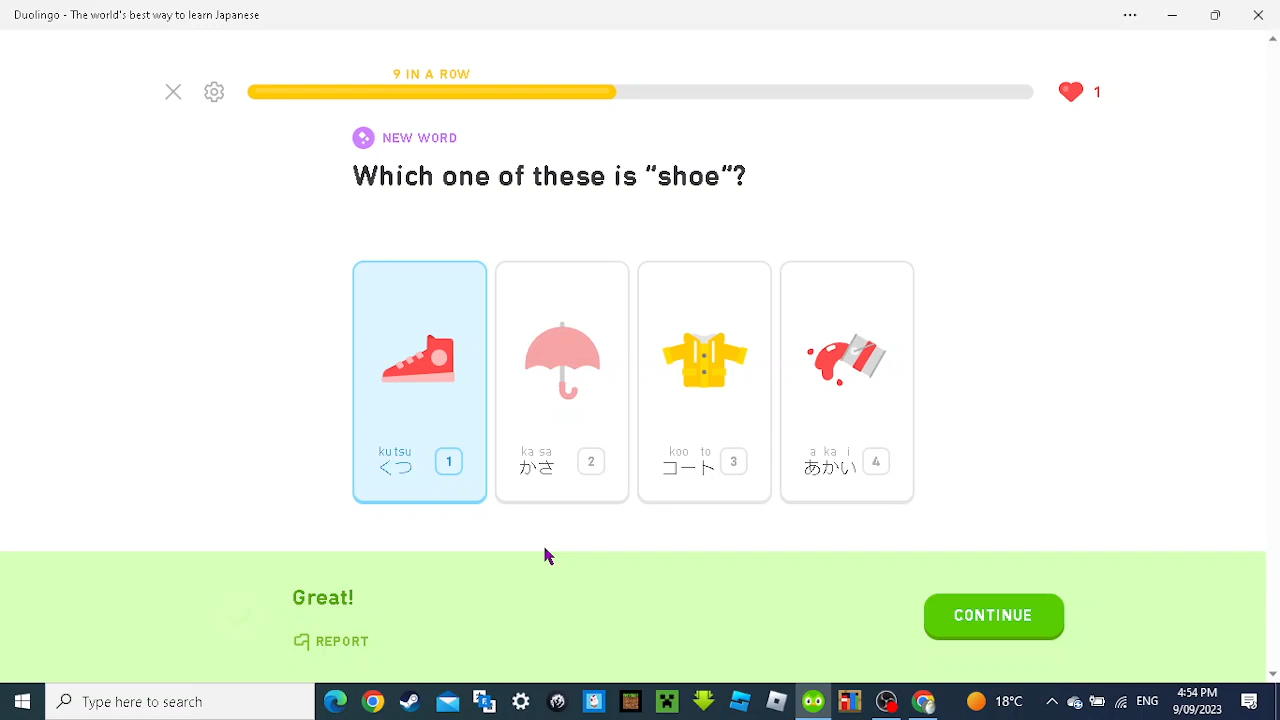 Duolingo - The world's best way to learn Japanese
9 IN A ROW
1
NEW WORD
Which one of these is “shoe”?
ku tsu
くつ
1
ka sa
かさ
2
koo to
コート
3
a ka i
あかい
4
Great!
REPORT
CONTINUE
Type here to search
18°C
ENG
4:54 PM
9/09/2023